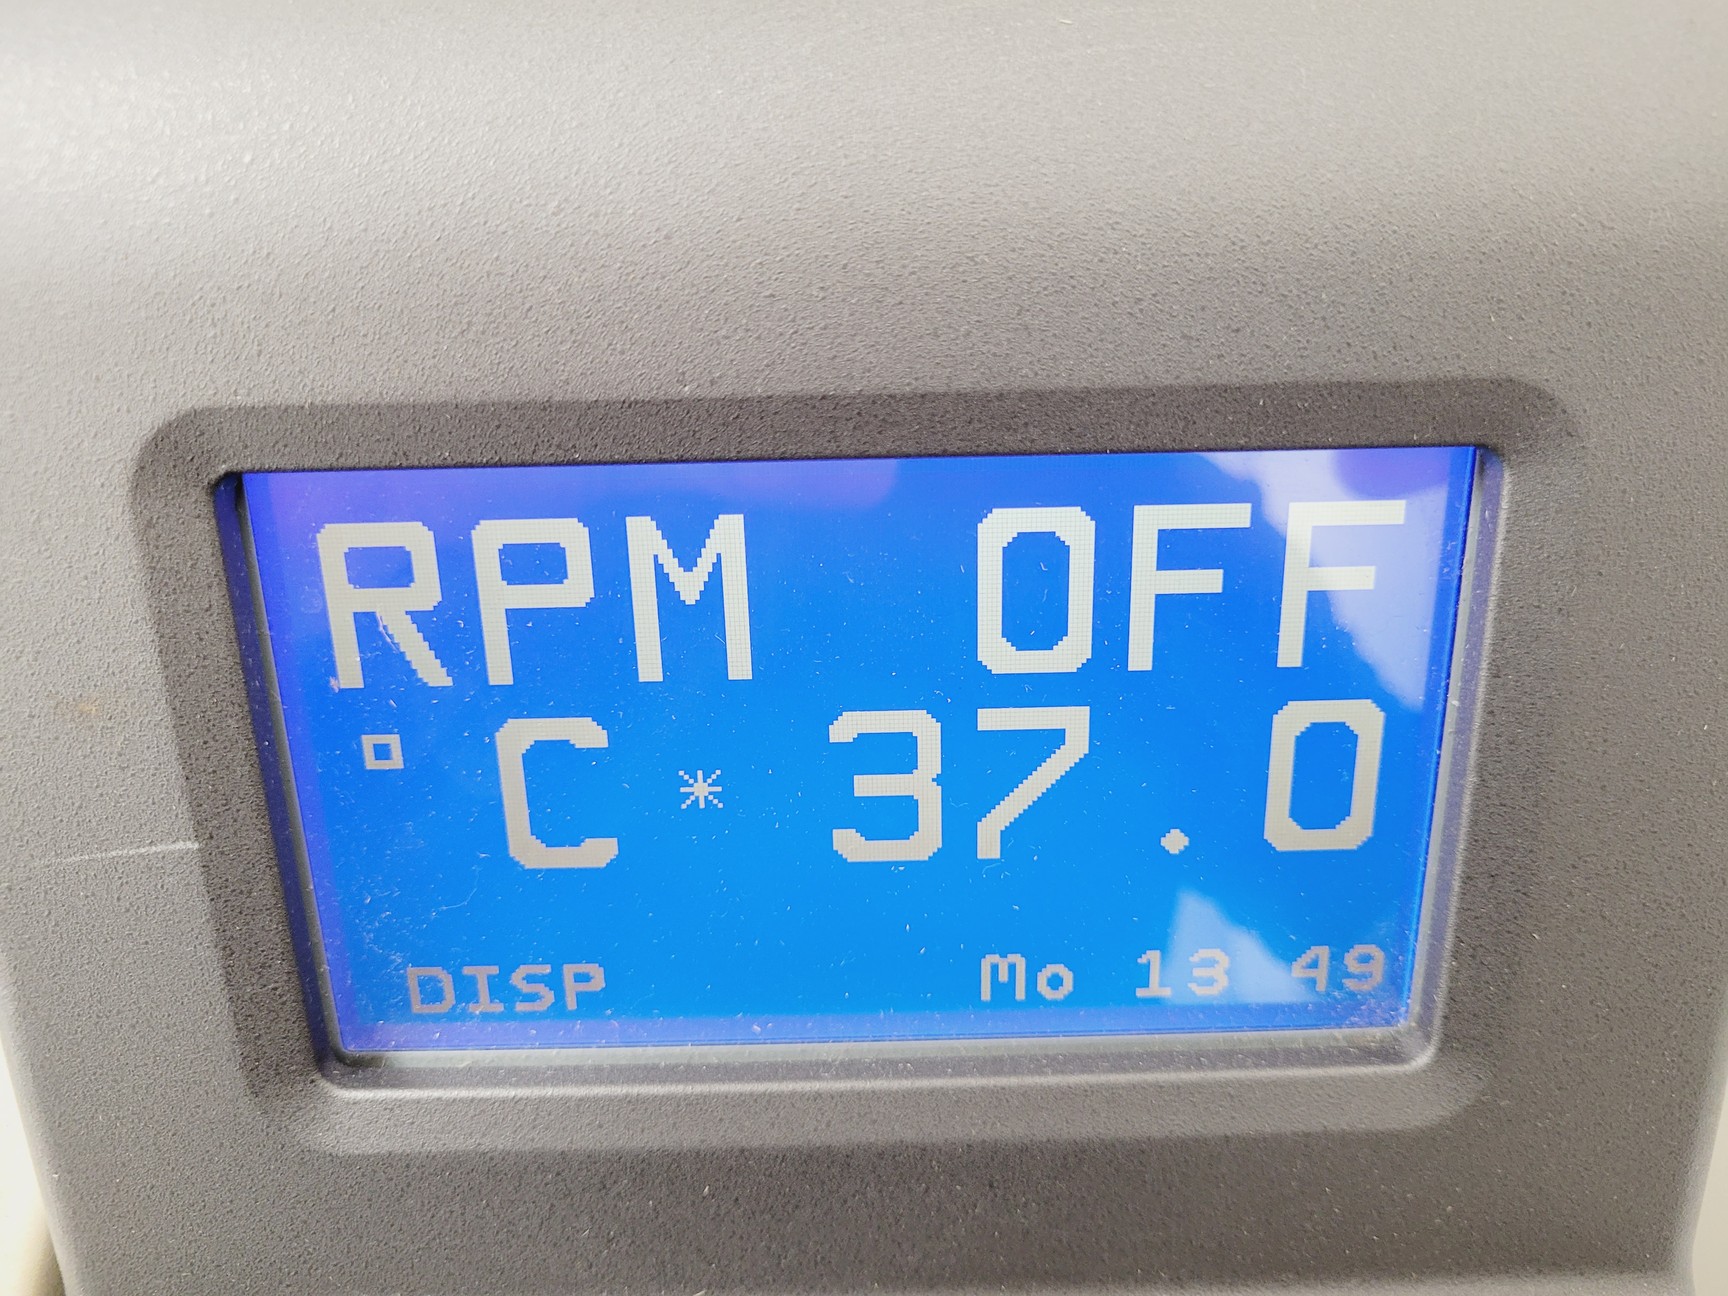 RPM OFF
°C * 37.0
DISP Mo 13 49